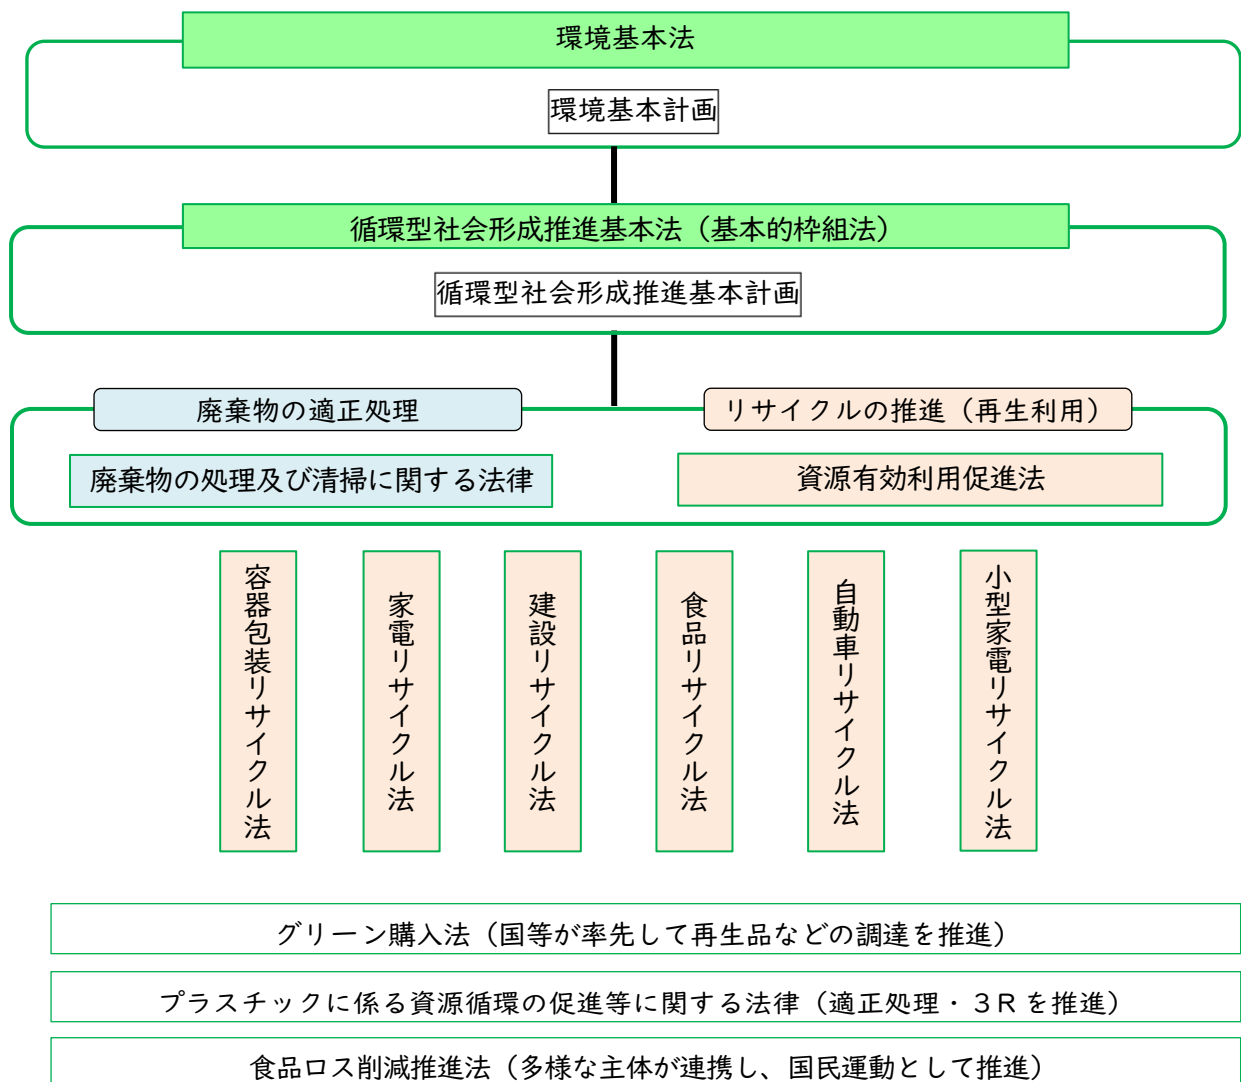 環境基本法
環境基本計画
循環型社会形成推進基本法（基本的枠組法）
循環型社会形成推進基本計画
廃棄物の適正処理
リサイクルの推進（再生利用）
廃棄物の処理及び清掃に関する法律
資源有効利用促進法
容器包装リサイクル法
家電リサイクル法
建設リサイクル法
食品リサイクル法
自動車リサイクル法
小型家電リサイクル法
グリーン購入法（国等が率先して再生品などの調達を推進）
プラスチックに係る資源循環の促進等に関する法律（適正処理・３Rを推進）
食品ロス削減推進法（多様な主体が連携し、国民運動として推進）